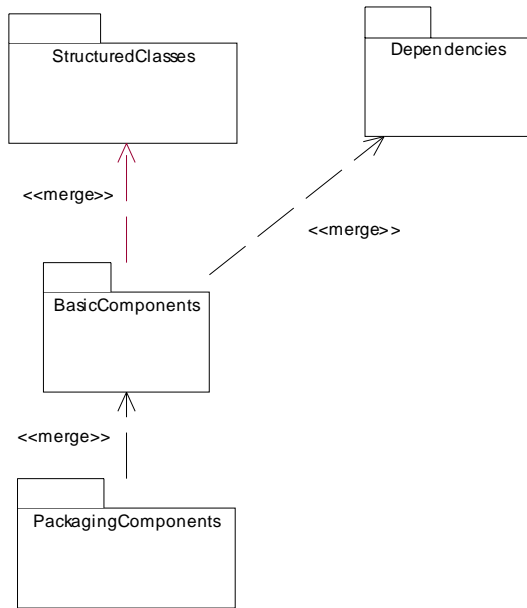 StructuredClasses
Dependencies
<<merge>>
<<merge>>
BasicComponents
<<merge>>
PackagingComponents